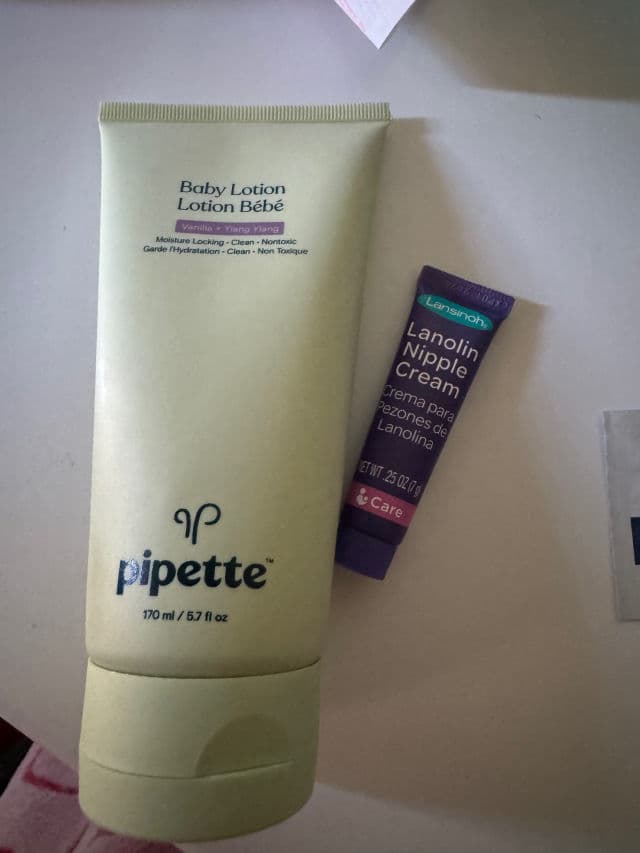 Baby Lotion
Lotion Bébé
Vanilla + Ylang Ylang
Moisture Locking - Clean - Nontoxic
Garde l'Hydratation - Clean - Non Toxique
pipette™
170 ml / 5.7 fl oz
Lansinoh
Lanolin
Nipple
Cream
Crema para
Pezones de
Lanolina
NET WT .25 OZ (7 g)
Care